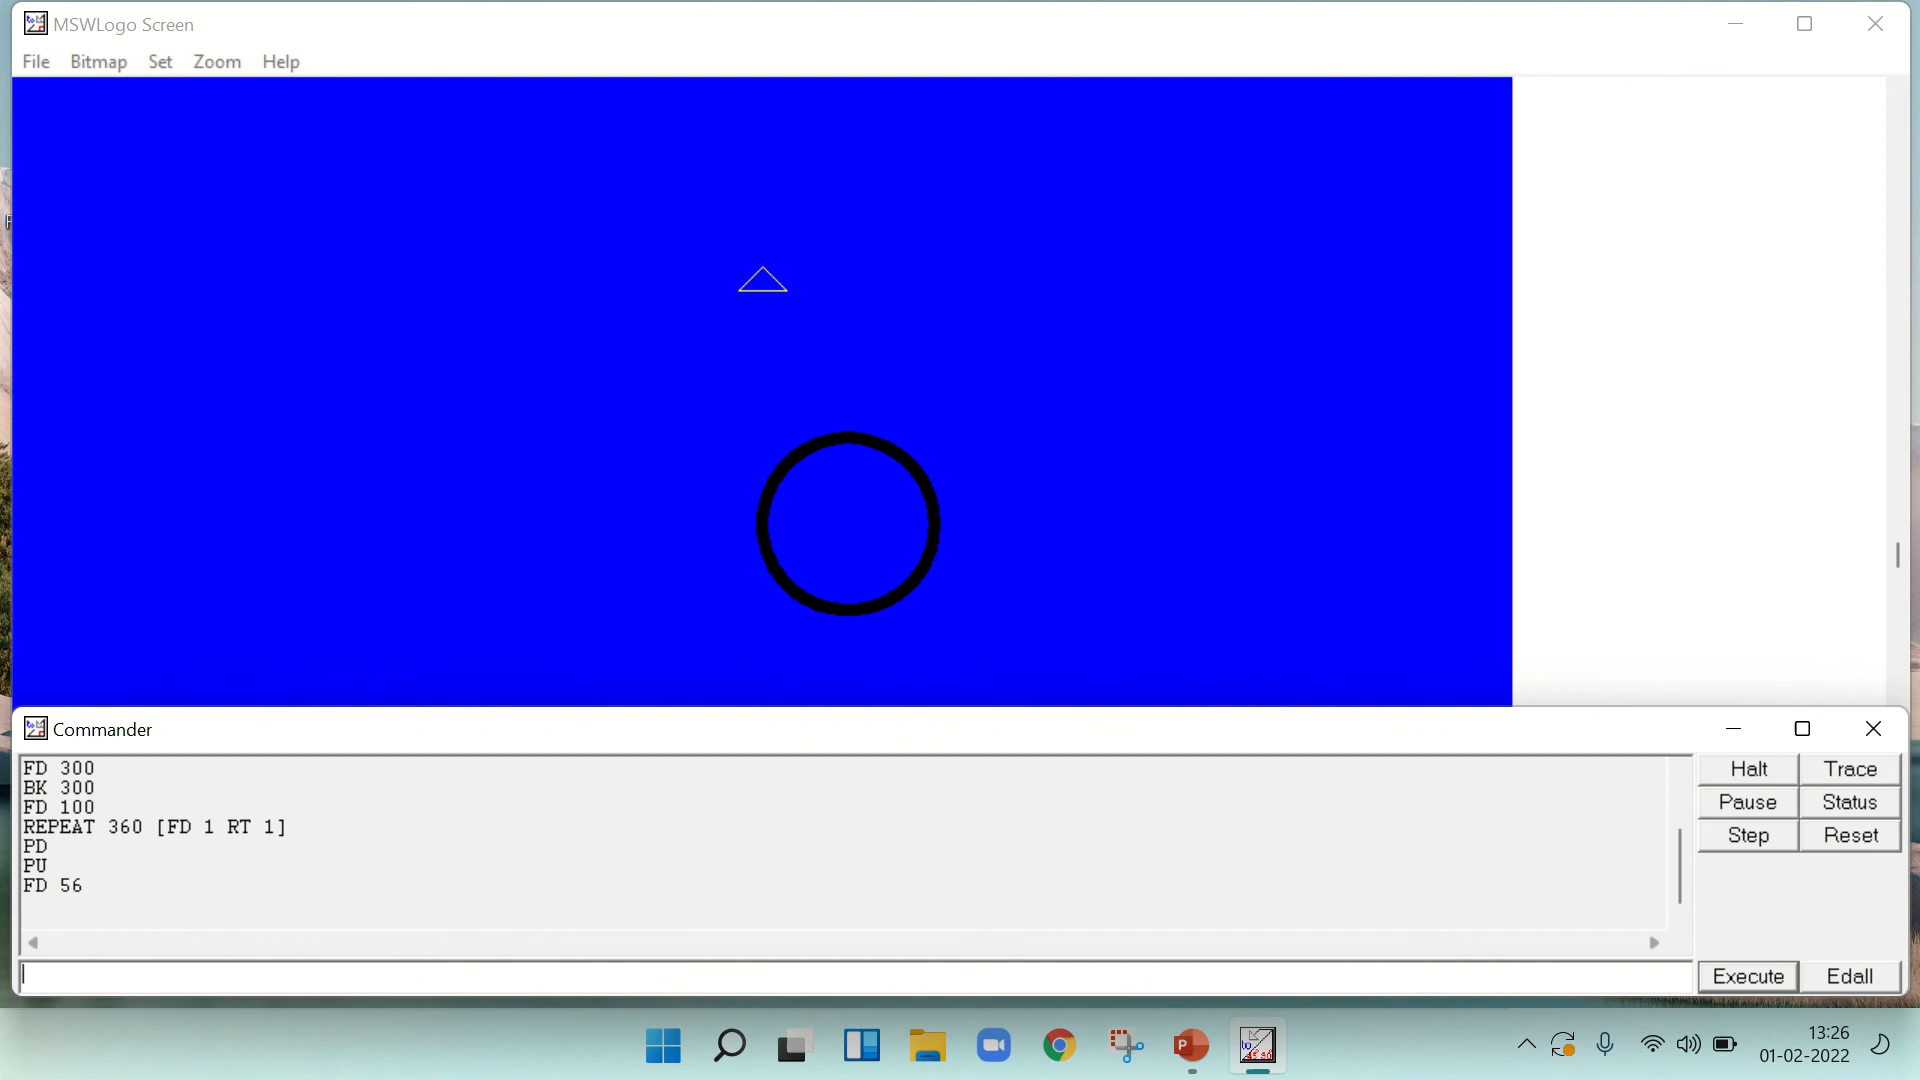 MSWLogo Screen
File Bitmap Set Zoom Help
Commander
FD 300
BK 300
FD 100
REPEAT 360 [FD 1 RT 1]
PD
PU
FD 56
Halt Trace
Pause Status
Step Reset
Execute Edall
13:26
01-02-2022